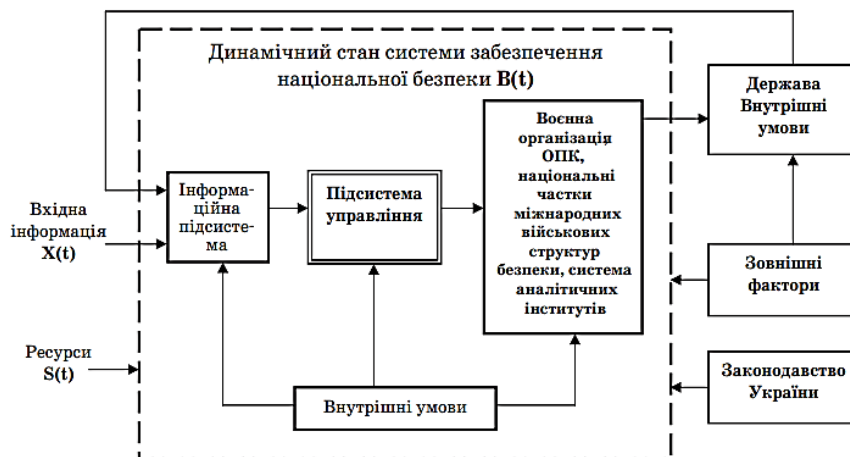 Динамічний стан системи забезпечення
національної безпеки B(t)
Держава
Внутрішні
умови
Воєнна
організація
ОПК,
національні
частки
міжнародних
військових
структур
безпеки, система
аналітичних
інститутів
Інформа-
ційна
підсисте-
ма
Підсистема
управління
Вхідна
інформація
X(t)
Зовнішні
фактори
Ресурси
S(t)
Внутрішні умови
Законодавство
України